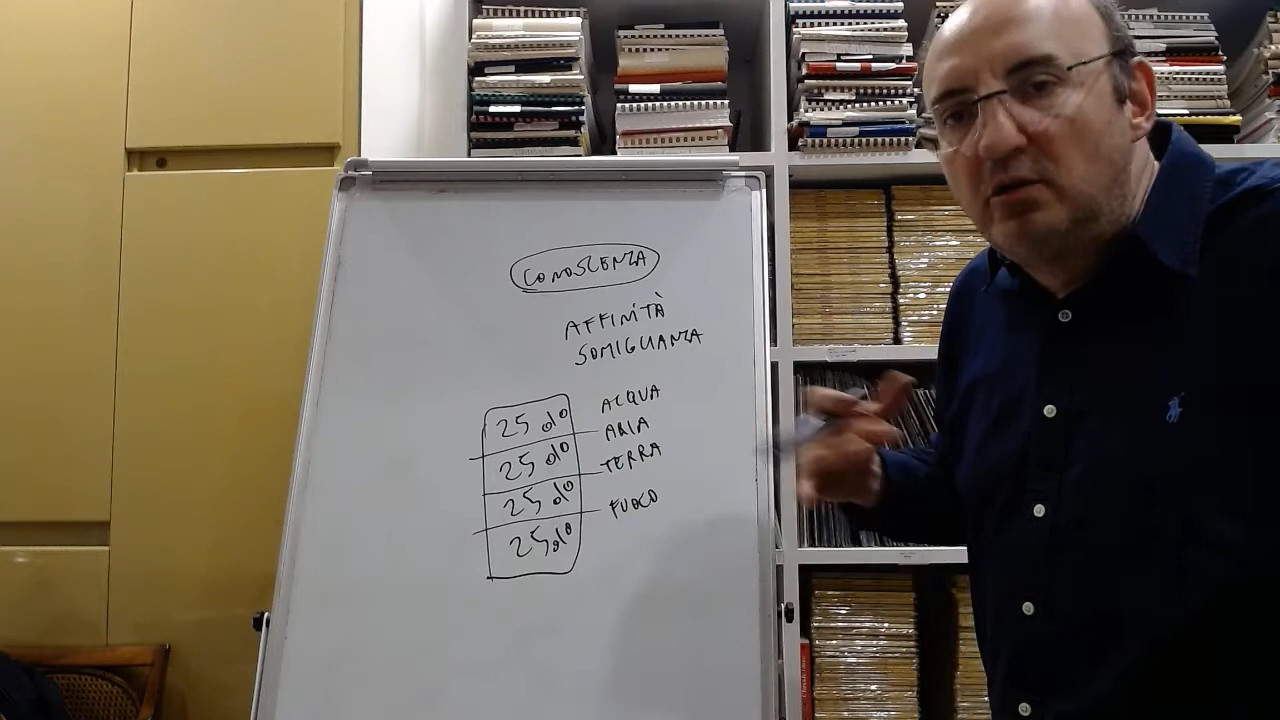 CONOSCENZA
AFFINITÀ
SOMIGLIANZA
25 % ACQUA
25 % ARIA
25 % TERRA
25 % FUOCO